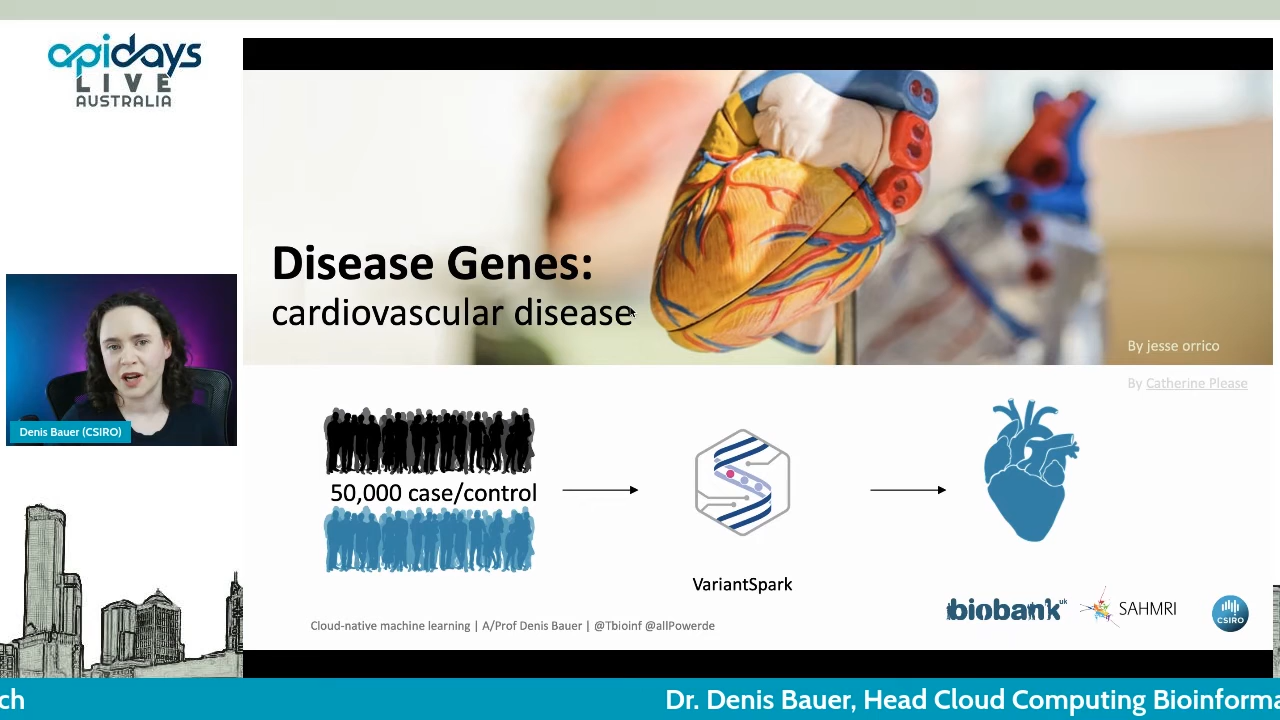 apidays
LIVE
AUSTRALIA
Disease Genes:
cardiovascular disease
By jesse orrico
By Catherine Please
Denis Bauer (CSIRO)
50,000 case/control
VariantSpark
biobank uk
SAHMRI
CSIRO
Cloud-native machine learning | A/Prof Denis Bauer | @Tbioinf @allPowerde
ch
Dr. Denis Bauer, Head Cloud Computing Bioinforma